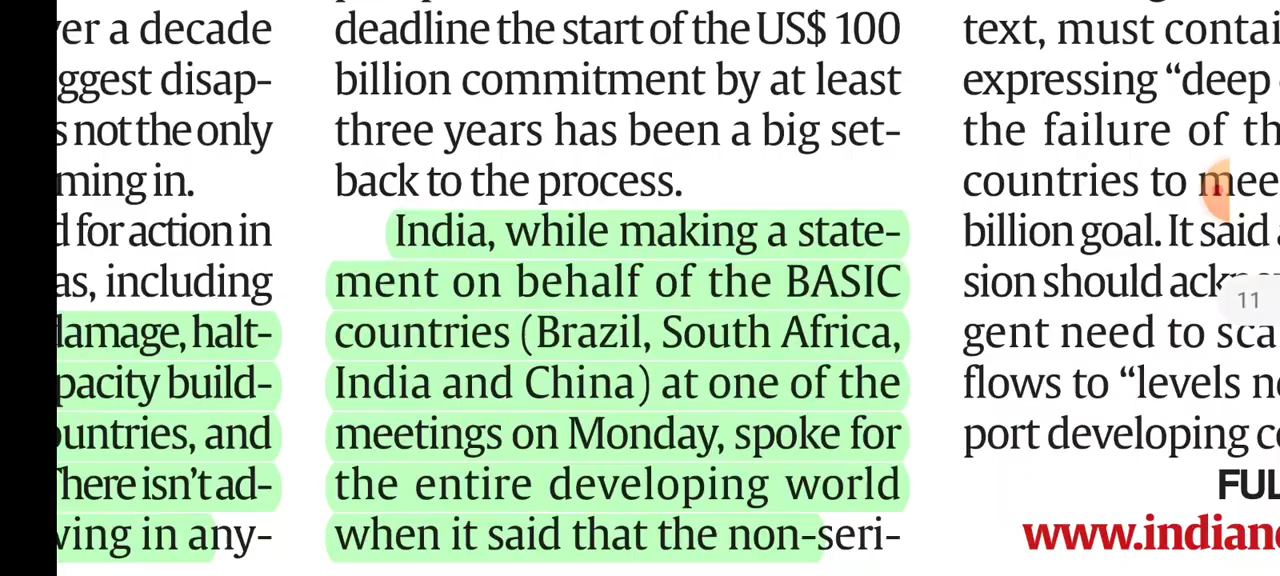 er a decade
ggest disap-
s not the only
ming in.
d for action in
as, including
damage, halt-
pacity build-
ountries, and
There isn't ad-
ving in any-
deadline the start of the US$ 100
billion commitment by at least
three years has been a big set-
back to the process.
India, while making a state-
ment on behalf of the BASIC
countries (Brazil, South Africa,
India and China) at one of the
meetings on Monday, spoke for
the entire developing world
when it said that the non-seri-
text, must contai
expressing “deep
the failure of th
countries to mee
billion goal. It said
sion should ack
gent need to sca
flows to “levels n
port developing c
FUL
www.indian
11